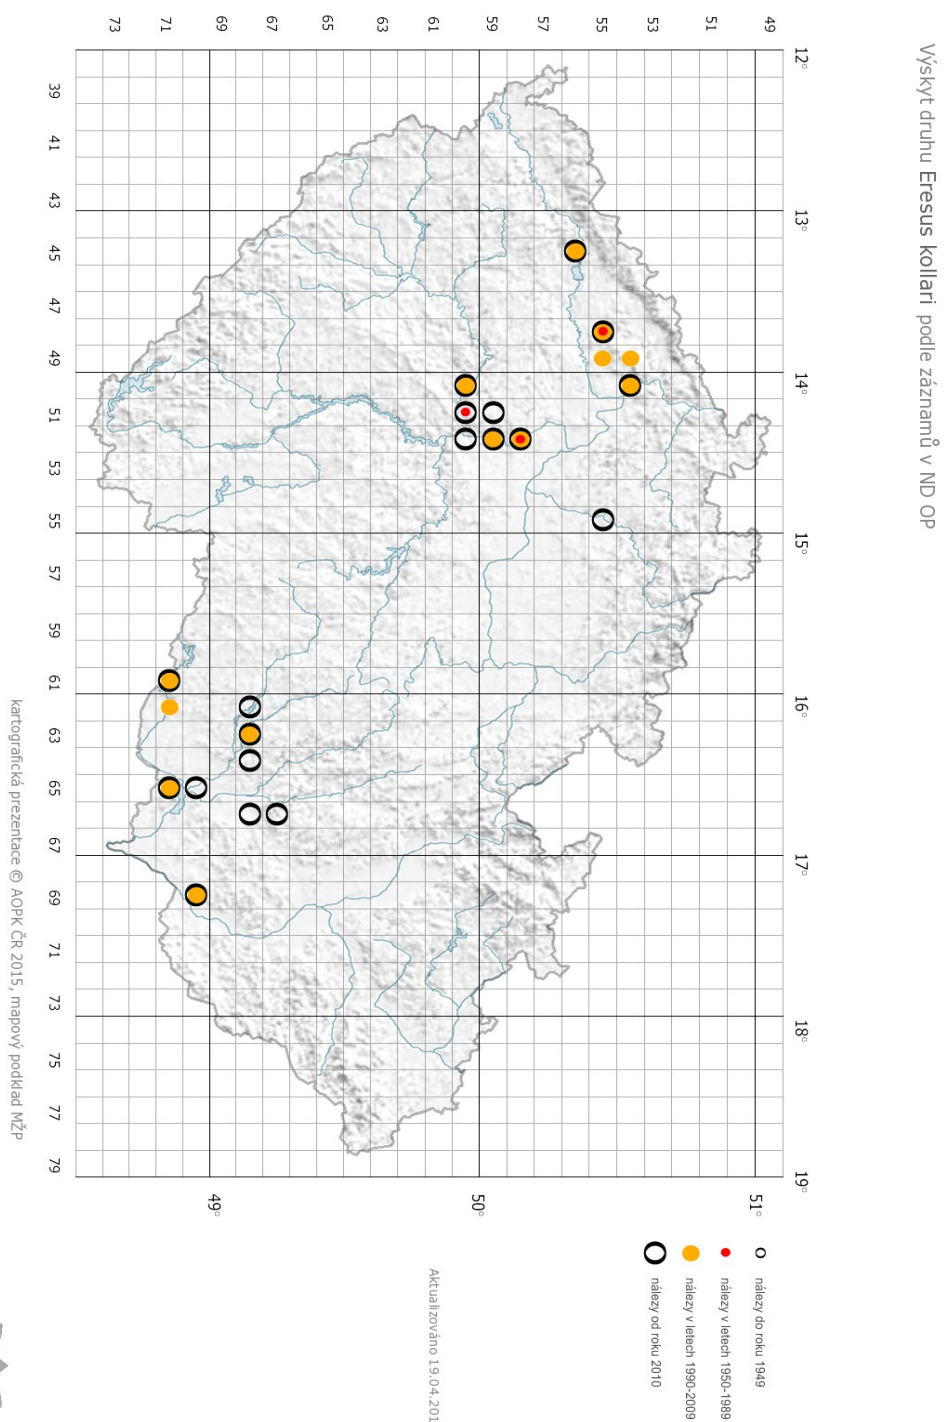 Výskyt druhu Eresus kollari podle záznamů v ND OP
12° 13° 14° 15° 16° 17° 18° 19°
49 51 53 55 57 59 61 63 65 67 69 71 73
39 41 43 45 47 49 51 53 55 57 59 61 63 65 67 69 71 73 75 77 79
51° 50° 49°
nálezy do roku 1949
nálezy v letech 1950-1989
nálezy v letech 1990-2009
nálezy od roku 2010
Aktualizováno 19.04.201
kartografická prezentace © AOPK ČR 2015, mapový podklad MŽP